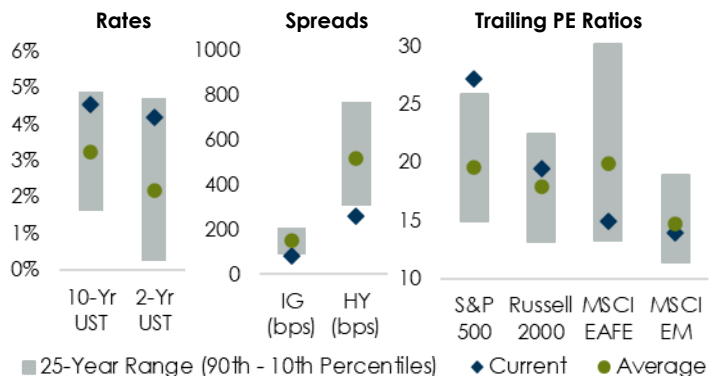 Rates
6%
5%
4%
3%
2%
1%
0%
10-Yr
UST
2-Yr
UST
Spreads
1000
800
600
400
200
0
IG
(bps)
HY
(bps)
Trailing PE Ratios
30
25
20
15
10
S&P
500
Russell
2000
MSCI
EAFE
MSCI
EM
25-Year Range (90th - 10th Percentiles)
Current
Average